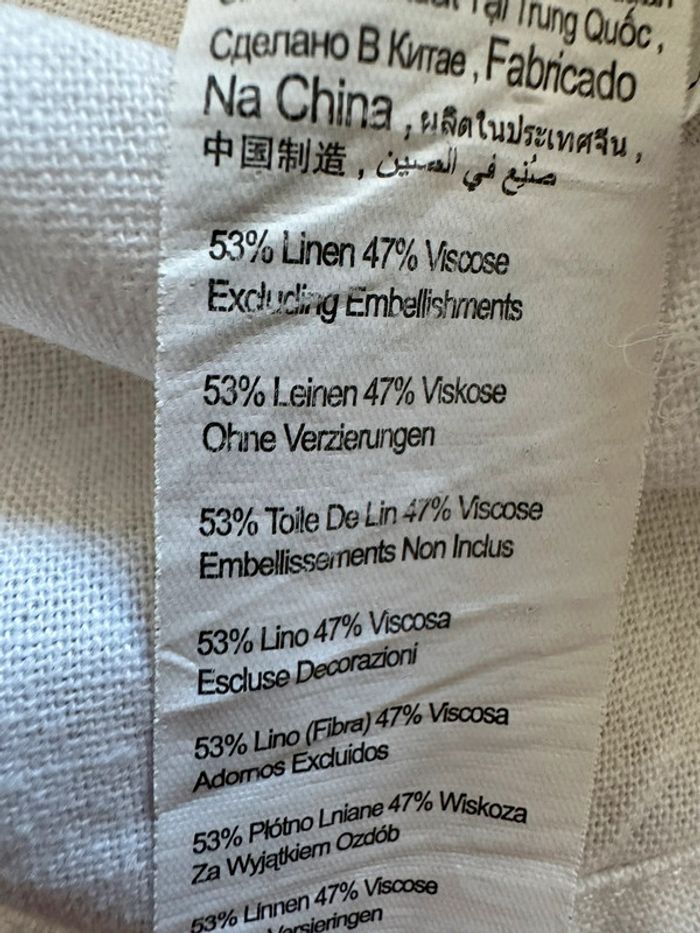 Tại Trung Quốc,
Сделано В Китае, Fabricado
Na China, ผลิตในประเทศจีน,
中国制造, صُنِع في الصين
53% Linen 47% Viscose
Excluding Embellishments
53% Leinen 47% Viskose
Ohne Verzierungen
53% Toile De Lin 47% Viscose
Embellissements Non Inclus
53% Lino 47% Viscosa
Escluse Decorazioni
53% Lino (Fibra) 47% Viscosa
Adornos Excluidos
53% Płótno Lniane 47% Wiskoza
Za Wyjątkiem Ozdób
53% Linnen 47% Viscose
Versieringen